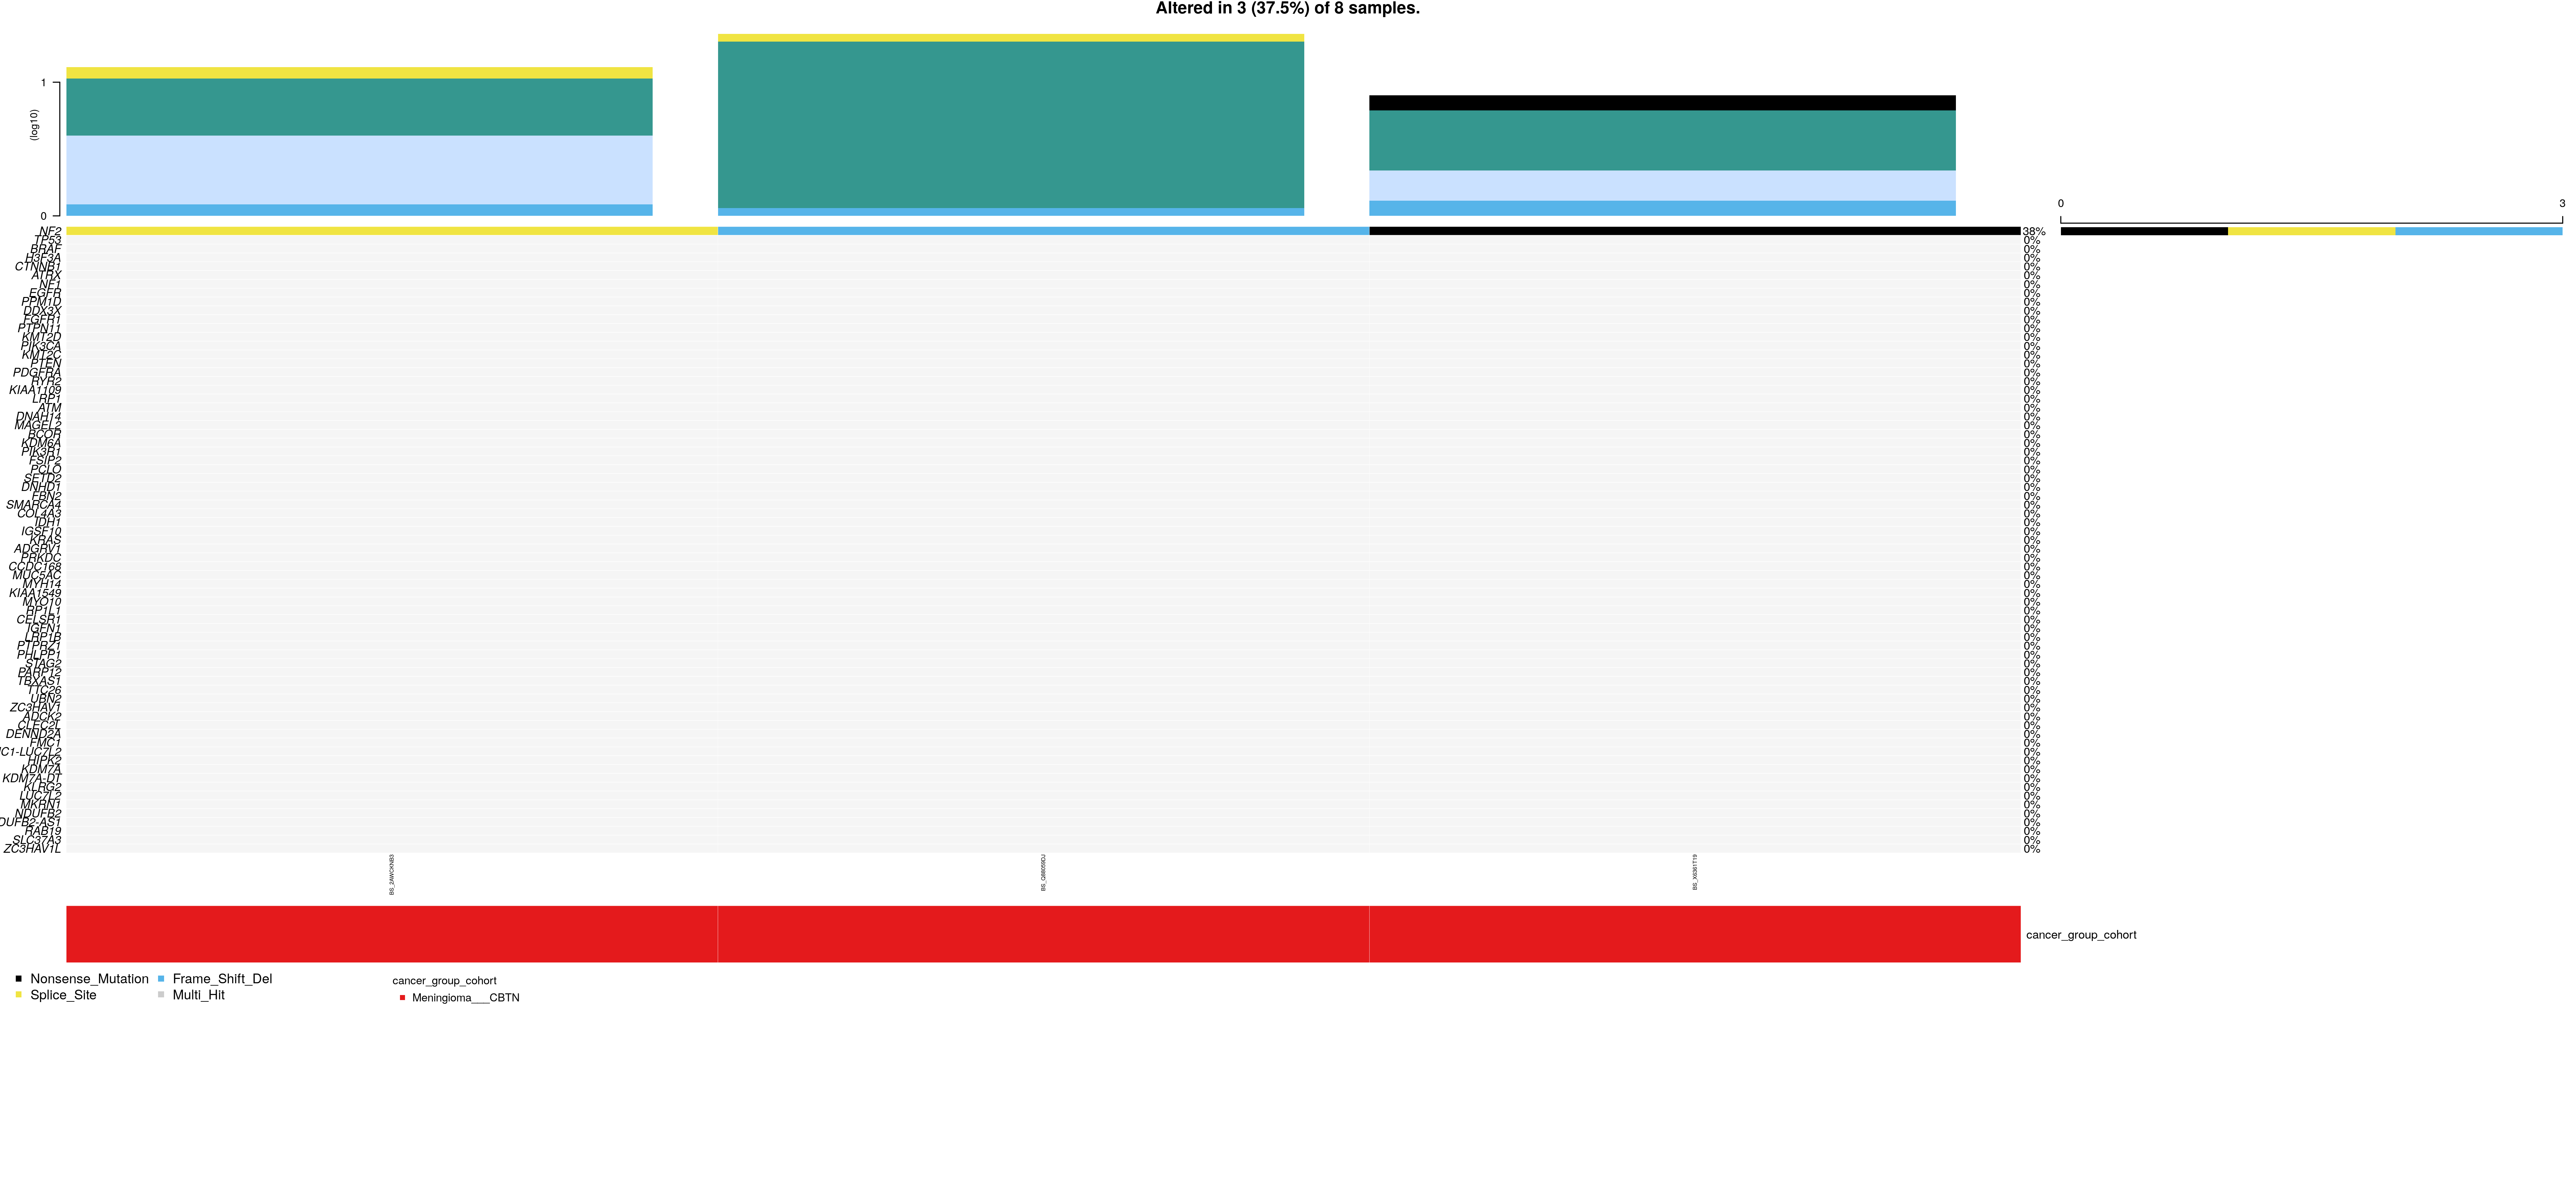 Altered in 3 (37.5%) of 8 samples.
1
(log10)
0
0 3
NF2 38%
TP53 0%
BRAF 0%
H3F3A 0%
CTNNB1 0%
ATRX 0%
NF1 0%
EGFR 0%
PPM1D 0%
DDX3X 0%
FGFR1 0%
PTPN11 0%
KMT2D 0%
PIK3CA 0%
KMT2C 0%
PTEN 0%
PDGFRA 0%
RYR2 0%
KIAA1109 0%
LRP1 0%
ATM 0%
DNAH14 0%
MAGEL2 0%
BCOR 0%
KDM6A 0%
PIK3R1 0%
FSIP2 0%
PCLO 0%
SETD2 0%
DNHD1 0%
FBN2 0%
SMARCA4 0%
COL4A3 0%
IDH1 0%
IGSF10 0%
KRAS 0%
ADGRV1 0%
PRKDC 0%
CCDC168 0%
MUC5AC 0%
MYH14 0%
KIAA1549 0%
MYO10 0%
RP1L1 0%
CELSR1 0%
IGFN1 0%
LRP1B 0%
PTPRZ1 0%
PHLPP1 0%
STAG2 0%
PARP12 0%
TBXAS1 0%
TTC26 0%
UBN2 0%
ZC3HAV1 0%
ADCK2 0%
CLEC2L 0%
DENND2A 0%
FMC1 0%
C1-LUC7L2 0%
HIPK2 0%
KDM7A 0%
KDM7A-DT 0%
KLRG2 0%
LUC7L2 0%
MKRN1 0%
NDUFB2 0%
DUFB2-AS1 0%
RAB19 0%
SLC37A3 0%
ZC3HAV1L 0%
cancer_group_cohort
Nonsense_Mutation Frame_Shift_Del
Splice_Site Multi_Hit
cancer_group_cohort
Meningioma___CBTN